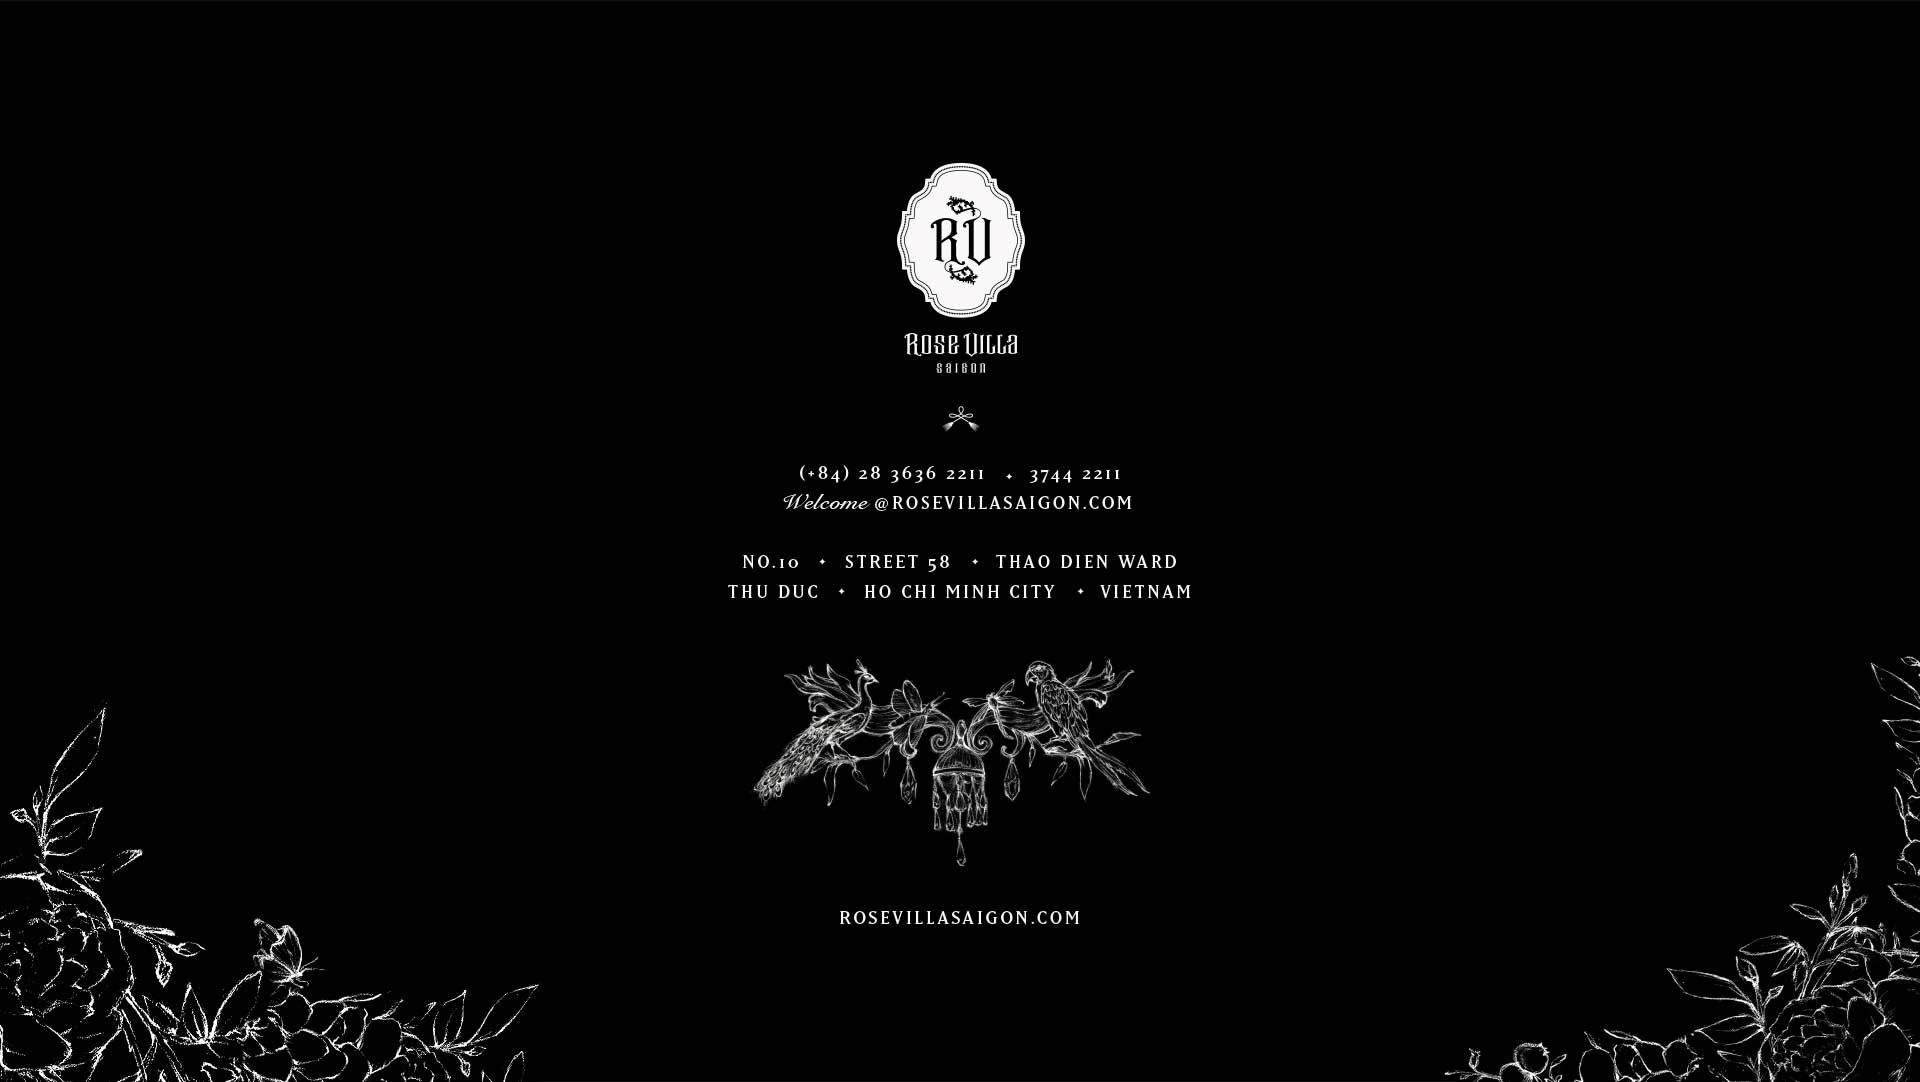 RV
Rose Villa
SAIGON
(+84) 28 3636 2211 ✦ 3744 2211
Welcome @ROSEVILLASAIGON.COM
NO.10 ✦ STREET 58 ✦ THAO DIEN WARD
THU DUC ✦ HO CHI MINH CITY ✦ VIETNAM
ROSEVILLASAIGON.COM